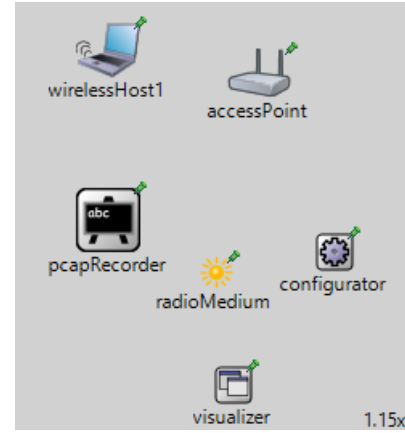 wirelessHost1
accessPoint
abc
pcapRecorder
configurator
radioMedium
visualizer
1.15x